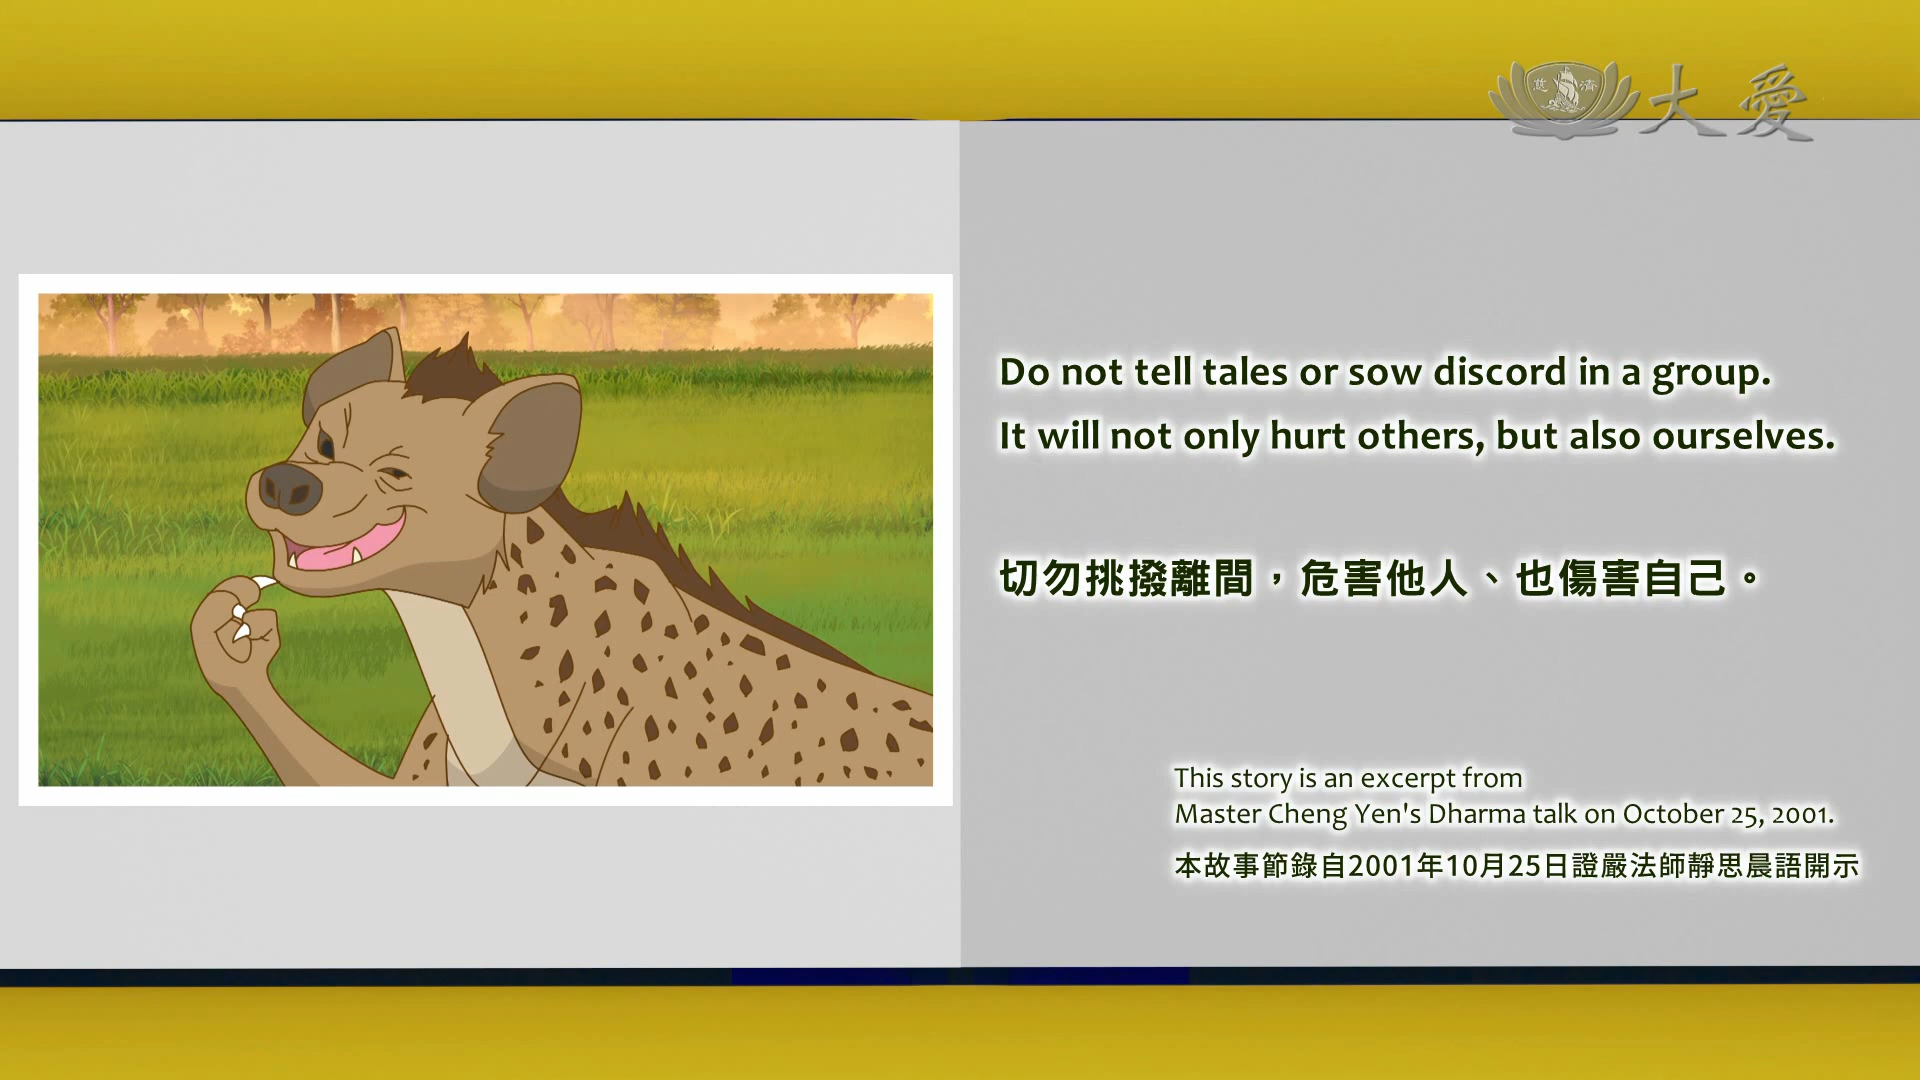 慈濟
大愛
Do not tell tales or sow discord in a group.
It will not only hurt others, but also ourselves.
切勿挑撥離間，危害他人、也傷害自己。
This story is an excerpt from
Master Cheng Yen's Dharma talk on October 25, 2001.
本故事節錄自2001年10月25日證嚴法師靜思晨語開示